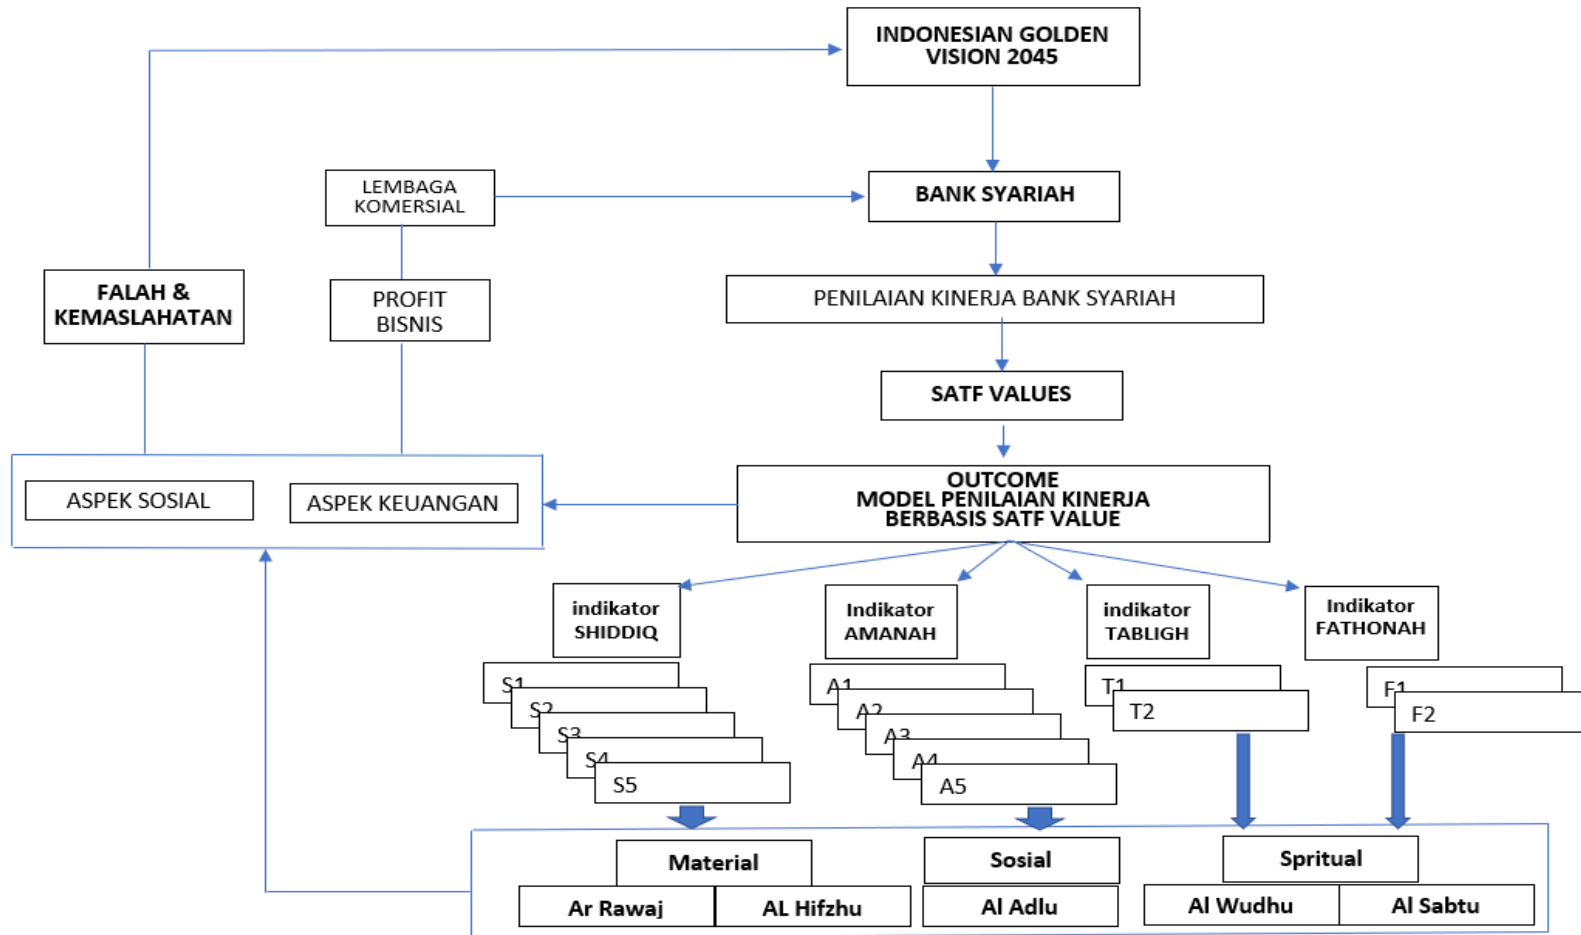 INDONESIAN GOLDEN
VISION 2045
LEMBAGA
KOMERSIAL
BANK SYARIAH
FALAH &
KEMASLAHATAN
PROFIT
BISNIS
PENILAIAN KINERJA BANK SYARIAH
SATF VALUES
ASPEK SOSIAL
ASPEK KEUANGAN
OUTCOME
MODEL PENILAIAN KINERJA
BERBASIS SATF VALUE
indikator
SHIDDIQ
Indikator
AMANAH
indikator
TABLIGH
Indikator
FATHONAH
S1
S2
S3
S4
S5
A1
A2
A3
A4
A5
T1
T2
F1
F2
Material
Sosial
Spritual
Ar Rawaj
AL Hifzhu
Al Adlu
Al Wudhu
Al Sabtu